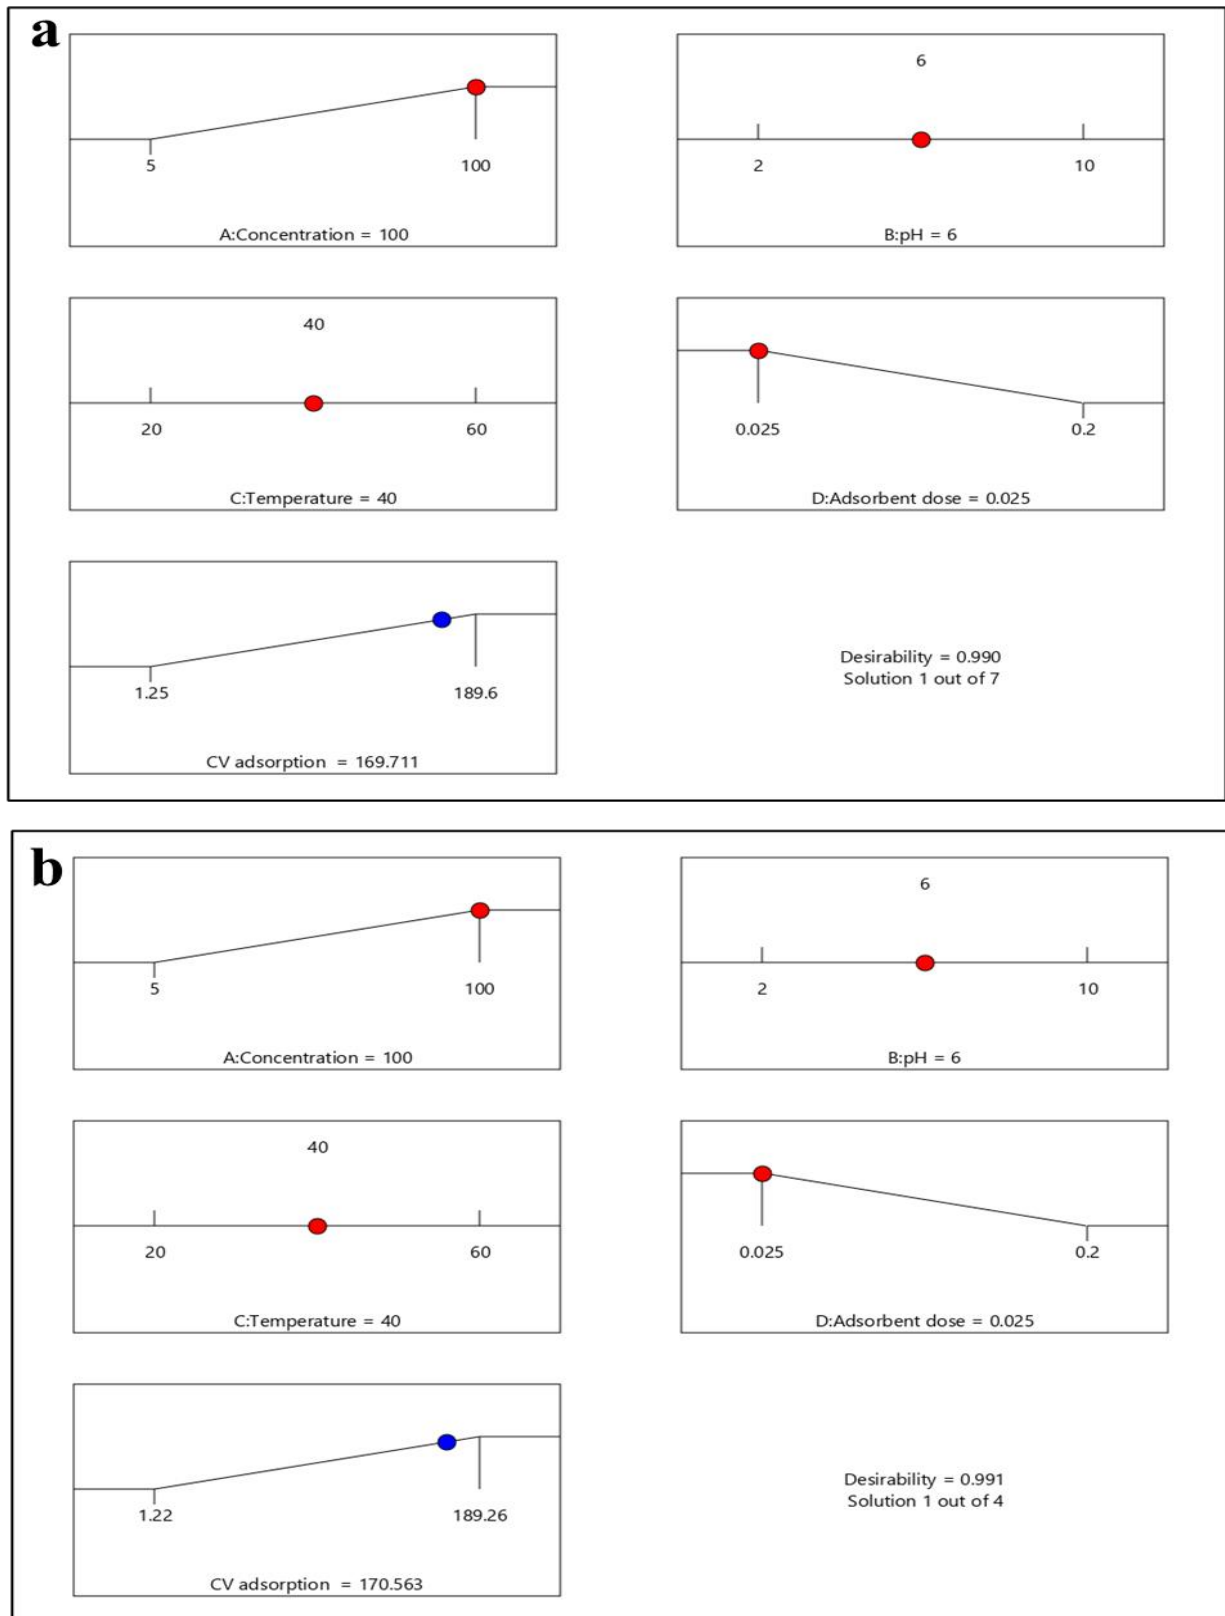 a
5
100
A:Concentration = 100
6
2
10
B:pH = 6
40
20
60
C:Temperature = 40
0.025
0.2
D:Adsorbent dose = 0.025
1.25
189.6
CV adsorption = 169.711
Desirability = 0.990
Solution 1 out of 7
b
5
100
A:Concentration = 100
6
2
10
B:pH = 6
40
20
60
C:Temperature = 40
0.025
0.2
D:Adsorbent dose = 0.025
1.22
189.26
CV adsorption = 170.563
Desirability = 0.991
Solution 1 out of 4